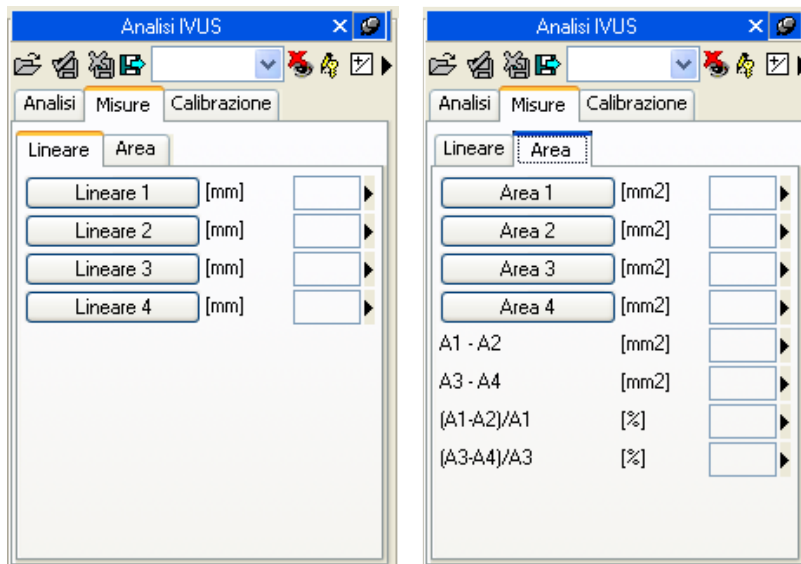 Analisi IVUS
Analisi Misure Calibrazione
Lineare Area
Lineare 1 [mm]
Lineare 2 [mm]
Lineare 3 [mm]
Lineare 4 [mm]
Analisi IVUS
Analisi Misure Calibrazione
Lineare Area
Area 1 [mm2]
Area 2 [mm2]
Area 3 [mm2]
Area 4 [mm2]
A1 - A2 [mm2]
A3 - A4 [mm2]
(A1-A2)/A1 [%]
(A3-A4)/A3 [%]